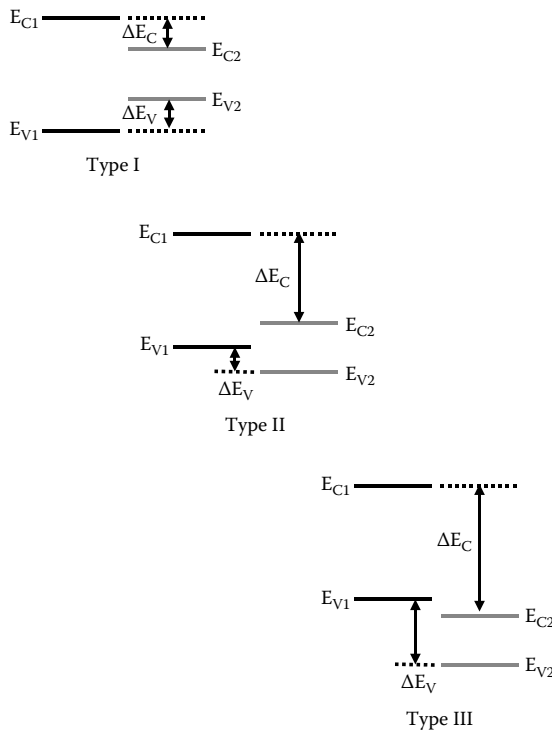 E_C1
ΔE_C
E_C2
E_V2
ΔE_V
E_V1
Type I
E_C1
ΔE_C
E_C2
E_V1
E_V2
ΔE_V
Type II
E_C1
ΔE_C
E_V1
E_C2
E_V2
ΔE_V
Type III